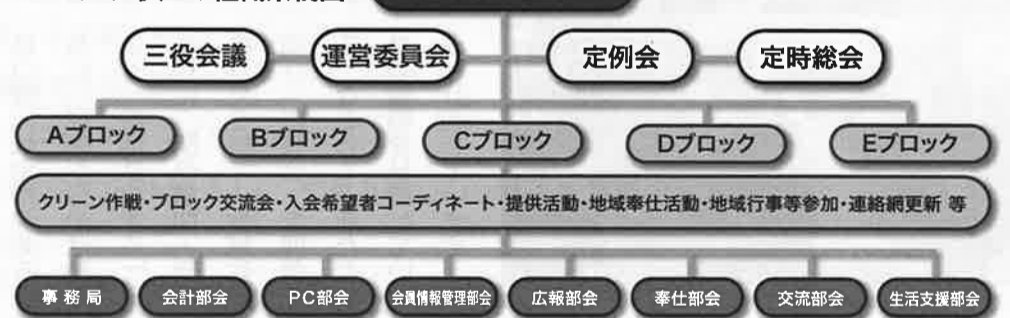 三役会議 運営委員会 定例会 定時総会
Aブロック Bブロック Cブロック Dブロック Eブロック
クリーン作戦・ブロック交流会・入会希望者コーディネート・提供活動・地域奉仕活動・地域行事等参加・連絡網更新 等
事務局 会計部会 PC部会 会員情報管理部会 広報部会 奉仕部会 交流部会 生活支援部会